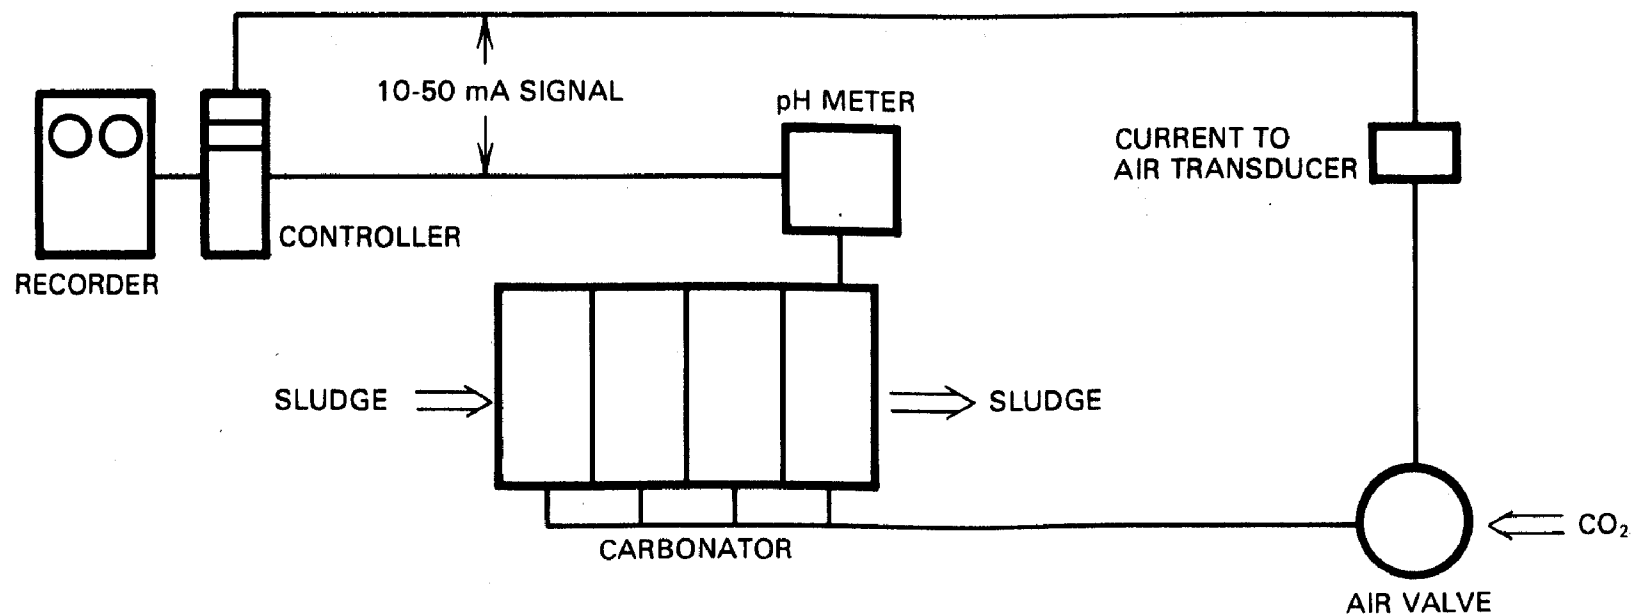 10-50 mA SIGNAL
pH METER
CURRENT TO
AIR TRANSDUCER
CONTROLLER
RECORDER
SLUDGE
SLUDGE
CARBONATOR
CO₂
AIR VALVE